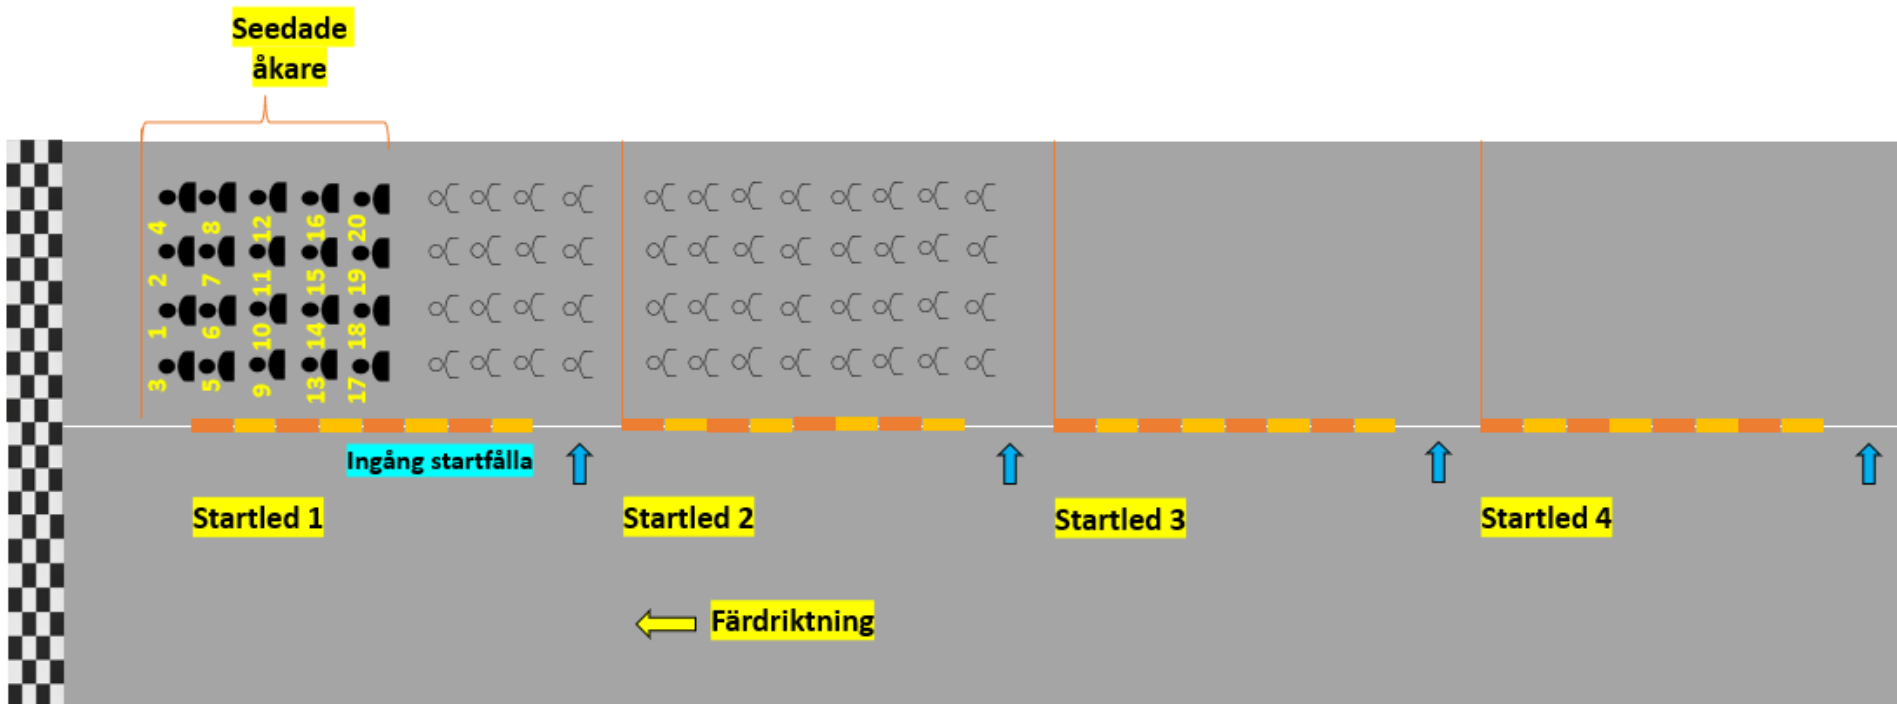 Seedade
åkare
4 8 12 16 20
2 7 11 15 19
1 6 10 14 18
3 5 9 13 17
Ingång startfålla
Startled 1
Startled 2
Startled 3
Startled 4
Färdriktning